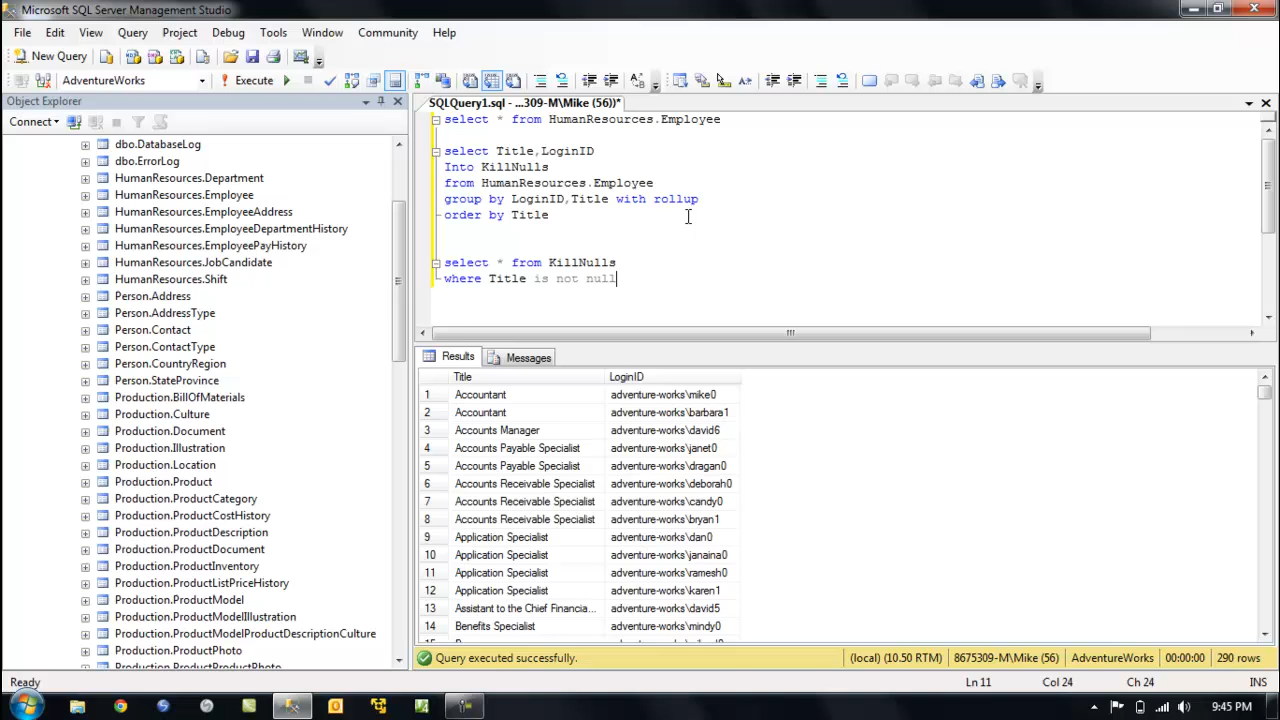 Microsoft SQL Server Management Studio
File Edit View Query Project Debug Tools Window Community Help
New Query
AdventureWorks Execute
Object Explorer
Connect
dbo.DatabaseLog
dbo.ErrorLog
HumanResources.Department
HumanResources.Employee
HumanResources.EmployeeAddress
HumanResources.EmployeeDepartmentHistory
HumanResources.EmployeePayHistory
HumanResources.JobCandidate
HumanResources.Shift
Person.Address
Person.AddressType
Person.Contact
Person.ContactType
Person.CountryRegion
Person.StateProvince
Production.BillOfMaterials
Production.Culture
Production.Document
Production.Illustration
Production.Location
Production.Product
Production.ProductCategory
Production.ProductCostHistory
Production.ProductDescription
Production.ProductDocument
Production.ProductInventory
Production.ProductListPriceHistory
Production.ProductModel
Production.ProductModelIllustration
Production.ProductModelProductDescriptionCulture
Production.ProductPhoto
Production.ProductProductPhoto
SQLQuery1.sql - ...309-M\Mike (56))*
select * from HumanResources.Employee
select Title,LoginID
Into KillNulls
from HumanResources.Employee
group by LoginID,Title with rollup
order by Title
select * from KillNulls
where Title is not null
Results Messages
Title LoginID
1 Accountant adventure-works\mike0
2 Accountant adventure-works\barbara1
3 Accounts Manager adventure-works\david6
4 Accounts Payable Specialist adventure-works\janet0
5 Accounts Payable Specialist adventure-works\dragan0
6 Accounts Receivable Specialist adventure-works\deborah0
7 Accounts Receivable Specialist adventure-works\candy0
8 Accounts Receivable Specialist adventure-works\bryan1
9 Application Specialist adventure-works\dan0
10 Application Specialist adventure-works\janaina0
11 Application Specialist adventure-works\ramesh0
12 Application Specialist adventure-works\karen1
13 Assistant to the Chief Financia... adventure-works\david5
14 Benefits Specialist adventure-works\mindy0
Query executed successfully. (local) (10.50 RTM) 8675309-M\Mike (56) AdventureWorks 00:00:00 290 rows
Ready Ln 11 Col 24 Ch 24 INS
9:45 PM